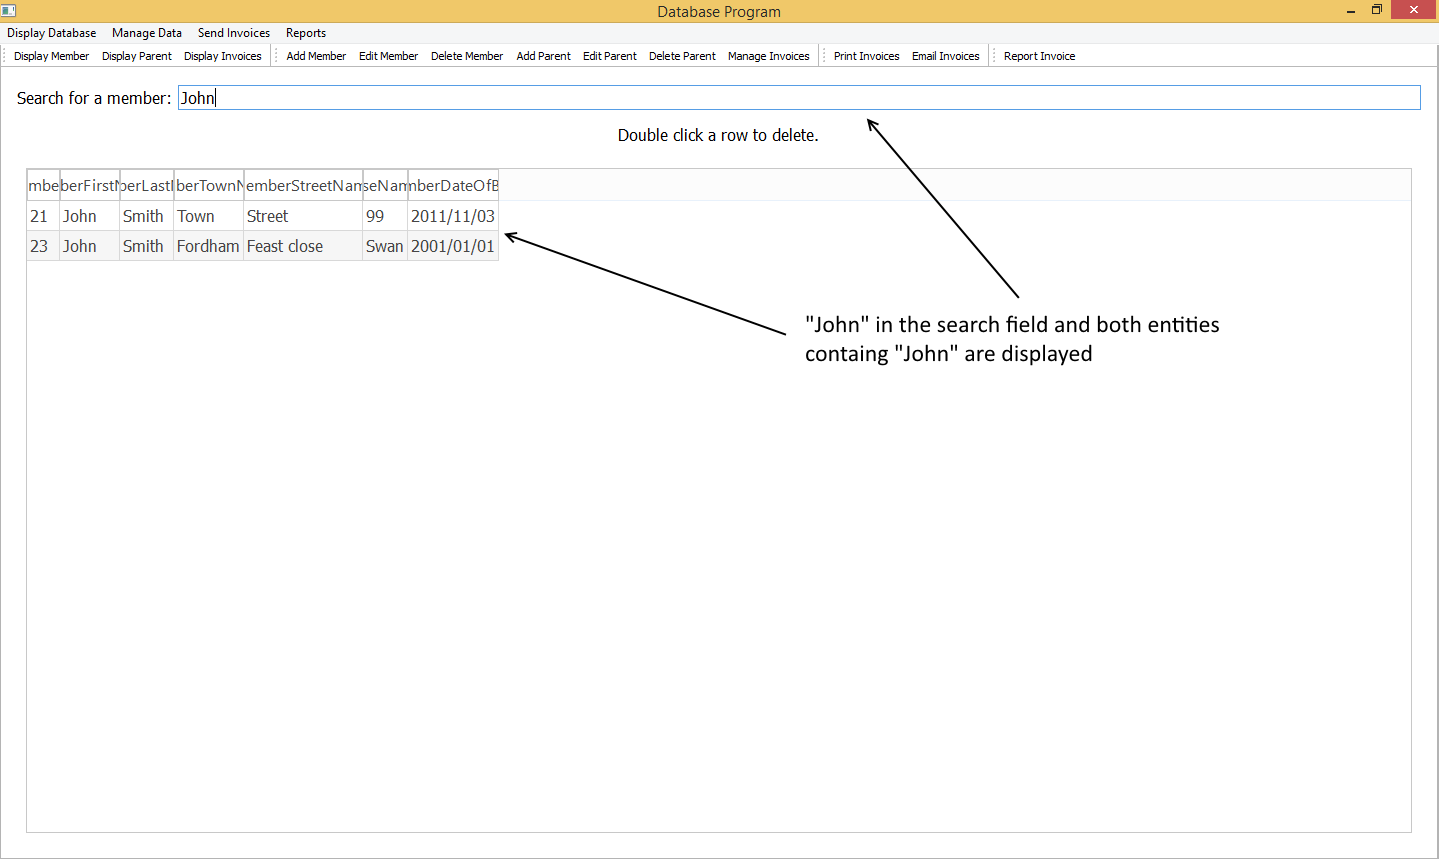 Database Program
Display Database Manage Data Send Invoices Reports
Display Member Display Parent Display Invoices Add Member Edit Member Delete Member Add Parent Edit Parent Delete Parent Manage Invoices Print Invoices Email Invoices Report Invoice
Search for a member: John
Double click a row to delete.
mbe berFirstN berLastI berTownN emberStreetNam seNam mberDateOfB
21 John Smith Town Street 99 2011/11/03
23 John Smith Fordham Feast close Swan 2001/01/01
"John" in the search field and both entities
containg "John" are displayed